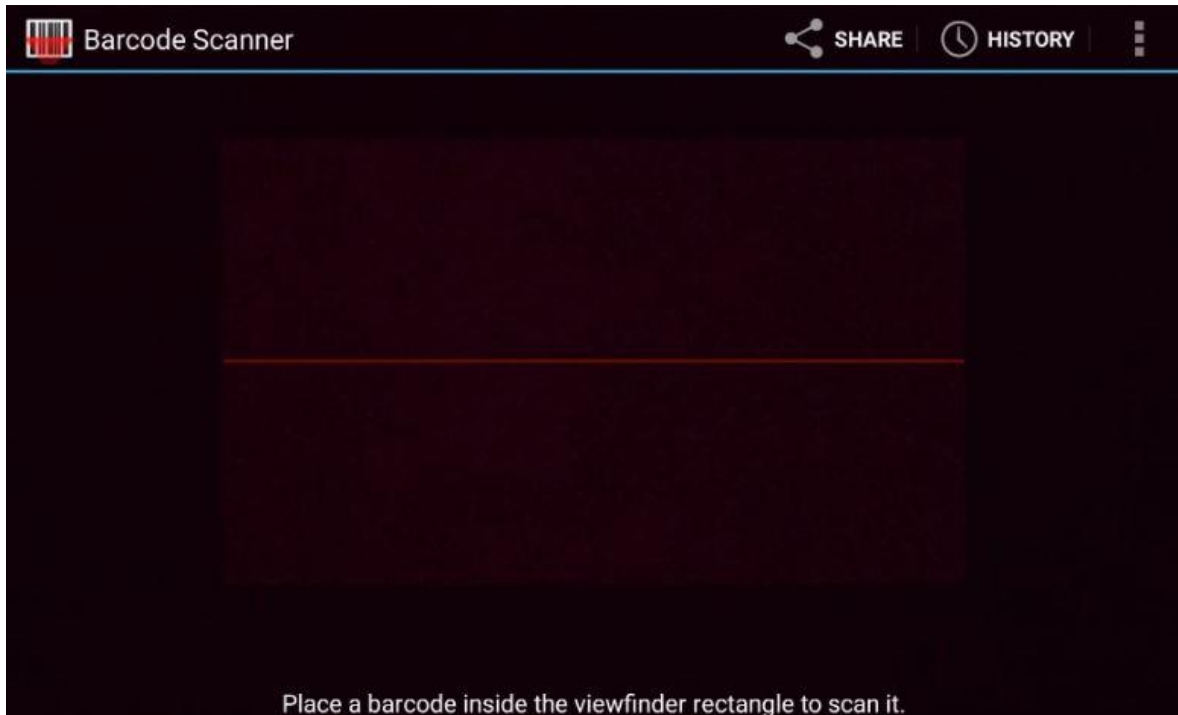 Barcode Scanner
SHARE
HISTORY
Place a barcode inside the viewfinder rectangle to scan it.